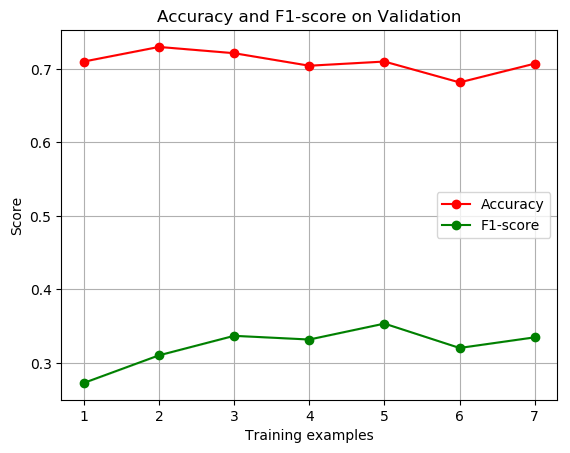 Accuracy and F1-score on Validation
0.7
0.6
0.5
0.4
0.3
Score
Accuracy
F1-score
1 2 3 4 5 6 7
Training examples